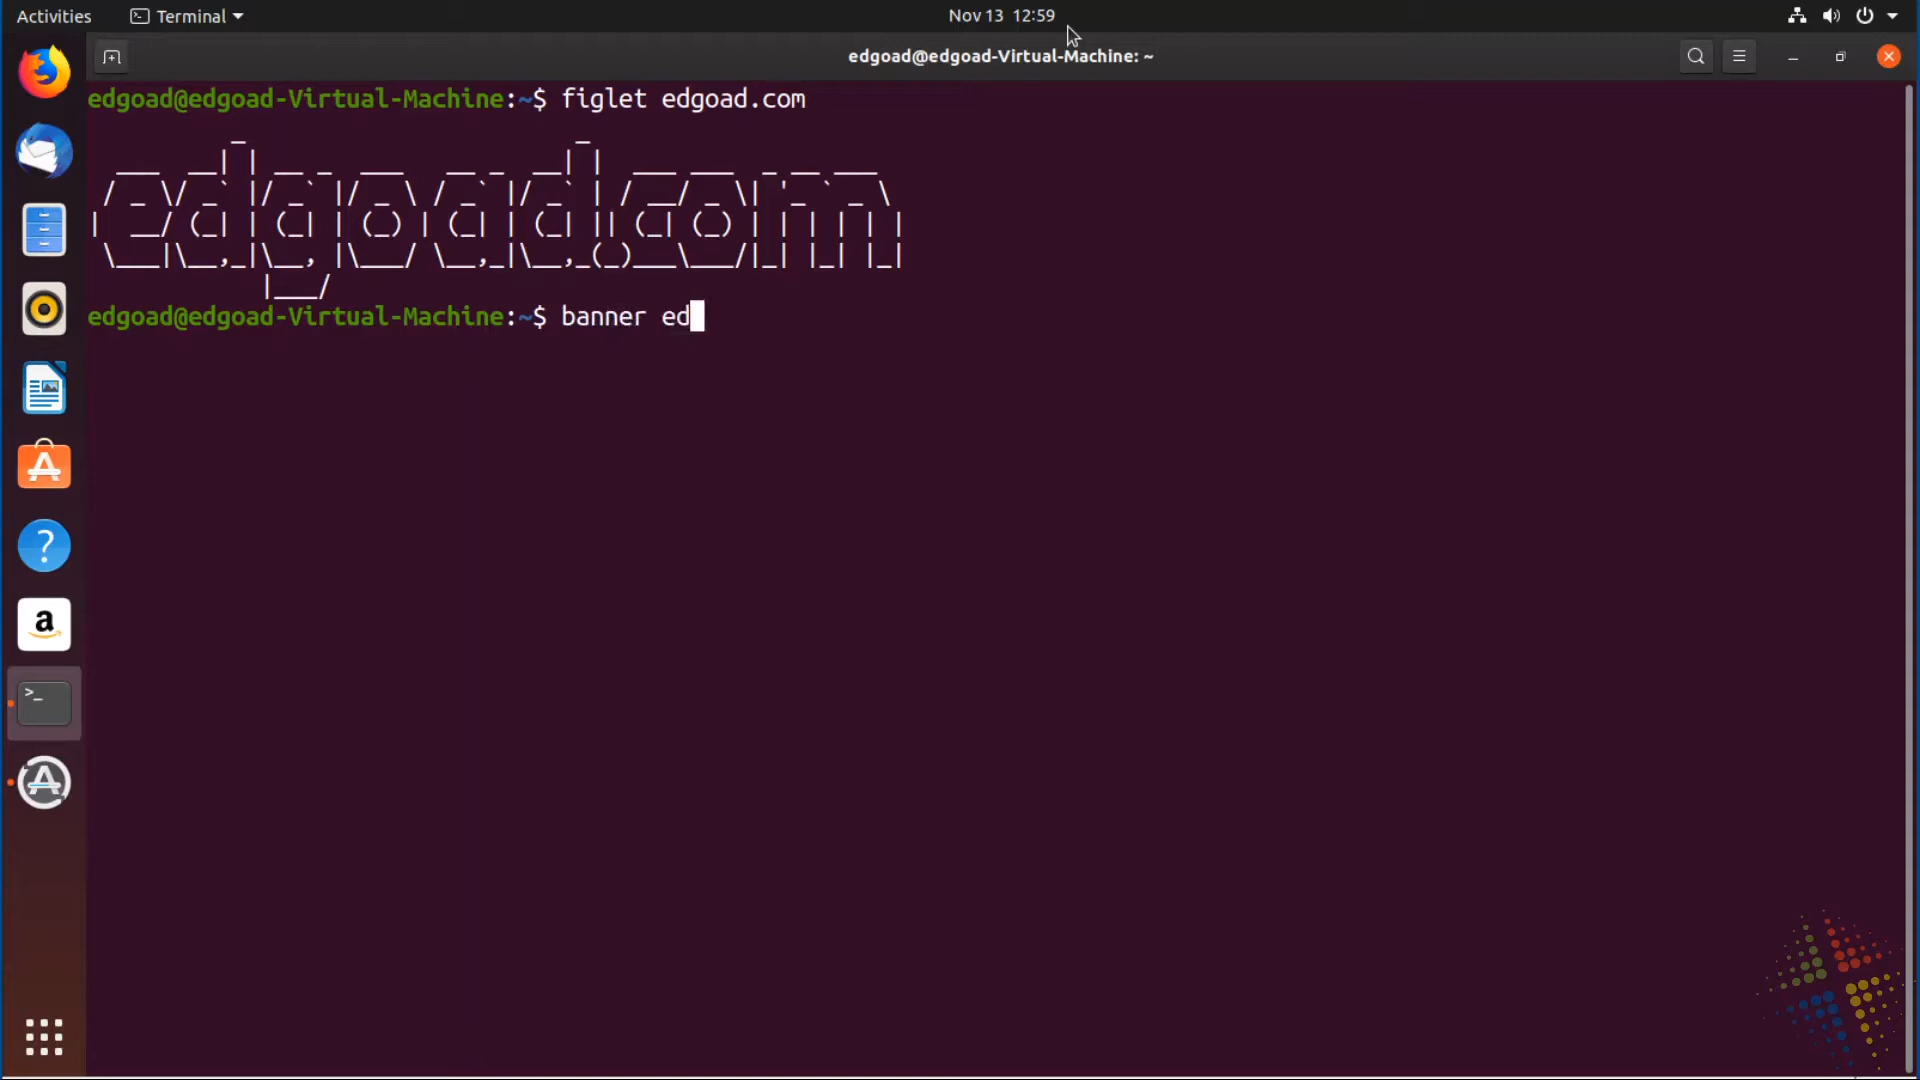 Activities
Terminal
Nov 13 12:59
edgoad@edgoad-Virtual-Machine: ~
edgoad@edgoad-Virtual-Machine:~$ figlet edgoad.com
edgoad.com
edgoad@edgoad-Virtual-Machine:~$ banner ed
?
a
>_